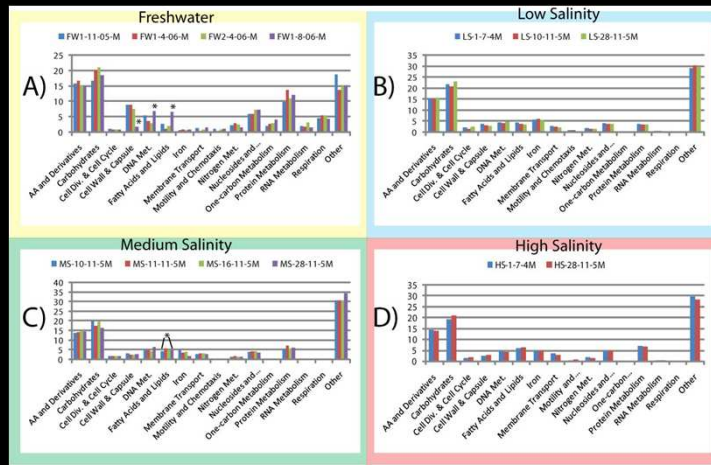 Freshwater
FW1-11-05-M FW1-4-06-M FW2-4-06-M FW1-8-06-M
A)
25
20
15
10
5
0
* * *
AA and Derivatives
Carbohydrates
Cell Div. & Cell Cycle
Cell Wall & Capsule
DNA Met.
Fatty Acids and Lipids
Iron
Membrane Transport
Motility and Chemotaxis
Nitrogen Met.
Nucleosides and...
One-carbon Metabolism
Protein Metabolism
RNA Metabolism
Respiration
Other
Low Salinity
LS-1-7-4M LS-10-11-5M LS-28-11-5M
B)
35
30
25
20
15
10
5
0
AA and Derivatives
Carbohydrates
Cell Div. & Cell Cycle
Cell Wall & Capsule
DNA Met.
Fatty Acids and Lipids
Iron
Membrane Transport
Motility and Chemotaxis
Nitrogen Met.
Nucleosides and...
One-carbon Metabolism
Protein Metabolism
RNA Metabolism
Respiration
Other
Medium Salinity
MS-10-11-5M MS-11-11-5M MS-16-11-5M MS-28-11-5M
C)
40
35
30
25
20
15
10
5
0
*
AA and Derivatives
Carbohydrates
Cell Div. & Cell Cycle
Cell Wall & Capsule
DNA Met.
Fatty Acids and Lipids
Iron
Membrane Transport
Motility and Chemotaxis
Nitrogen Met.
Nucleosides and...
One-carbon Metabolism
Protein Metabolism
RNA Metabolism
Respiration
Other
High Salinity
HS-1-7-4M HS-28-11-5M
D)
35
30
25
20
15
10
5
0
AA and Derivatives
Carbohydrates
Cell Div. & Cell Cycle
Cell Wall & Capsule
DNA Met.
Fatty Acids and Lipids
Iron
Membrane Transport
Motility and...
Nitrogen Met.
Nucleosides and...
One-carbon...
Protein Metabolism
RNA Metabolism
Respiration
Other